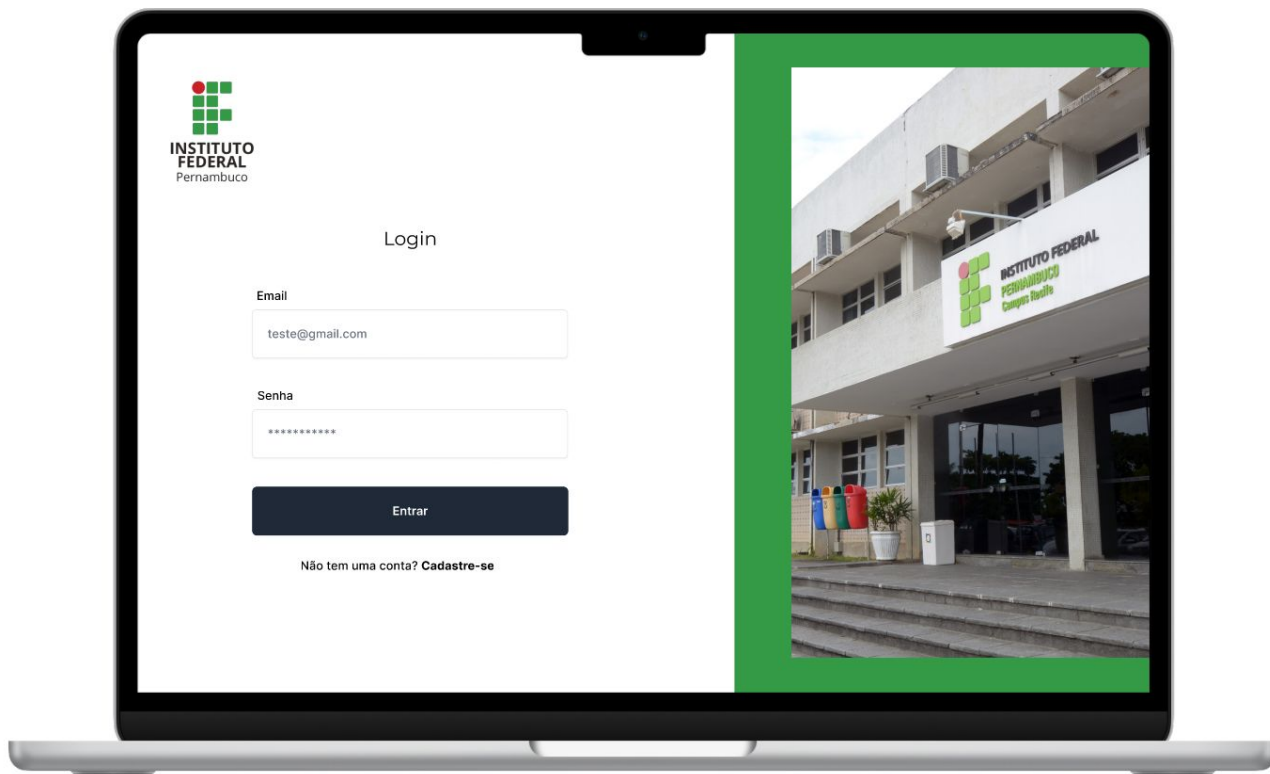 INSTITUTO
FEDERAL
Pernambuco
Login
Email
teste@gmail.com
Senha
***********
Entrar
Não tem uma conta? Cadastre-se
INSTITUTO FEDERAL
PERNAMBUCO
Campus Recife